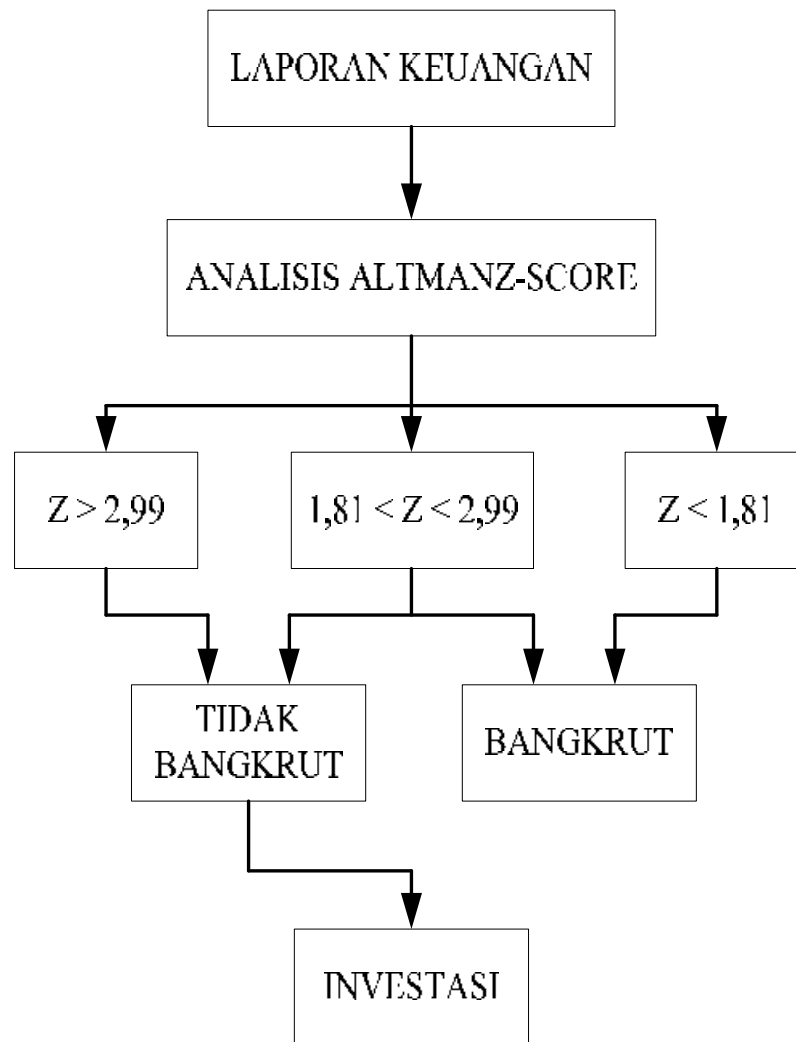 LAPORAN KEUANGAN
ANALISIS ALTMANZ-SCORE
Z > 2,99
1,81 < Z < 2,99
Z < 1,81
TIDAK
BANGKRUT
BANGKRUT
INVESTASI